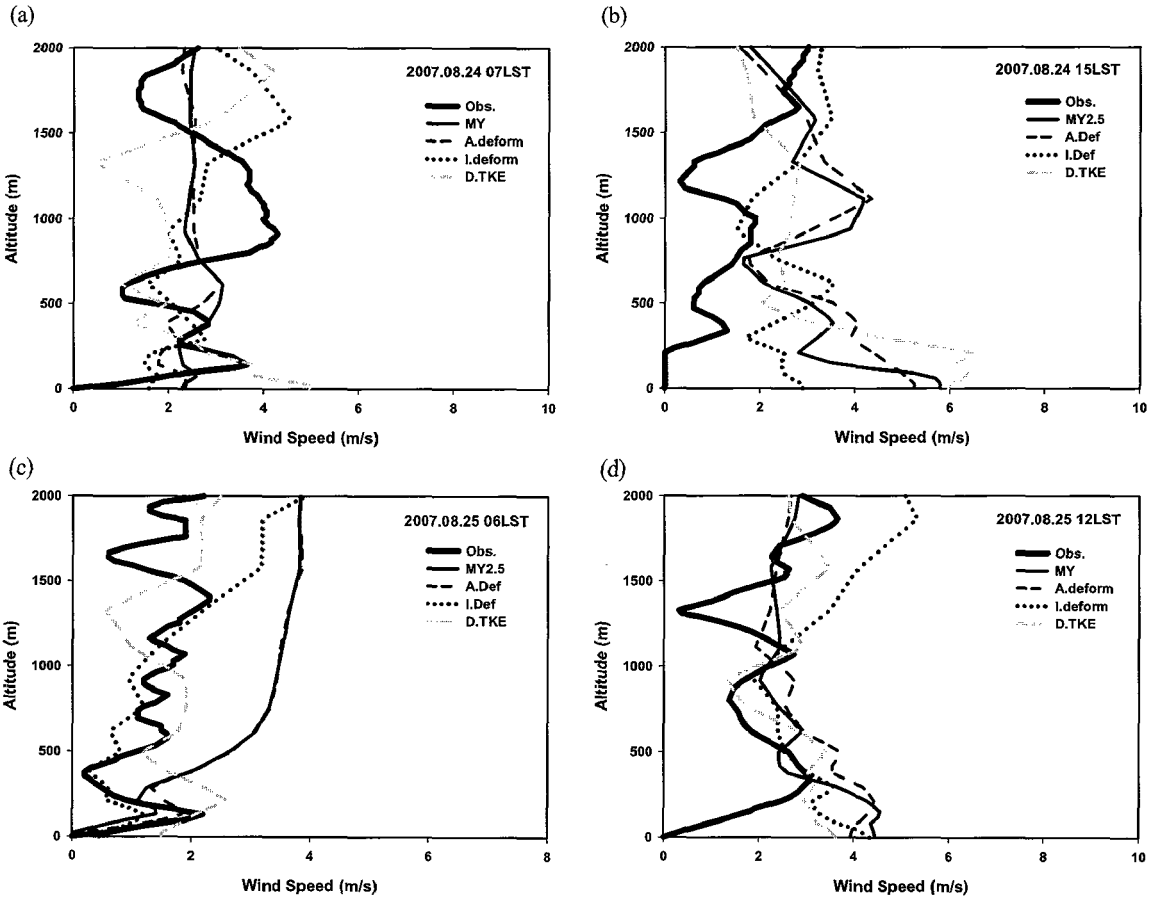 (a)
2000
1500
1000
500
0
Altitude (m)
2007.08.24 07LST
Obs.
MY
A.deform
I.deform
D.TKE
0 2 4 6 8 10
Wind Speed (m/s)
(b)
2000
1500
1000
500
0
Altitude (m)
2007.08.24 15LST
Obs.
MY2.5
A.Def
I.Def
D.TKE
0 2 4 6 8 10
Wind Speed (m/s)
(c)
2000
1500
1000
500
0
Altitude (m)
2007.08.25 06LST
Obs.
MY2.5
A.Def
I.Def
D.TKE
0 2 4 6 8
Wind Speed (m/s)
(d)
2000
1500
1000
500
0
Altitude (m)
2007.08.25 12LST
Obs.
MY
A.deform
I.deform
D.TKE
0 2 4 6 8 10
Wind Speed (m/s)